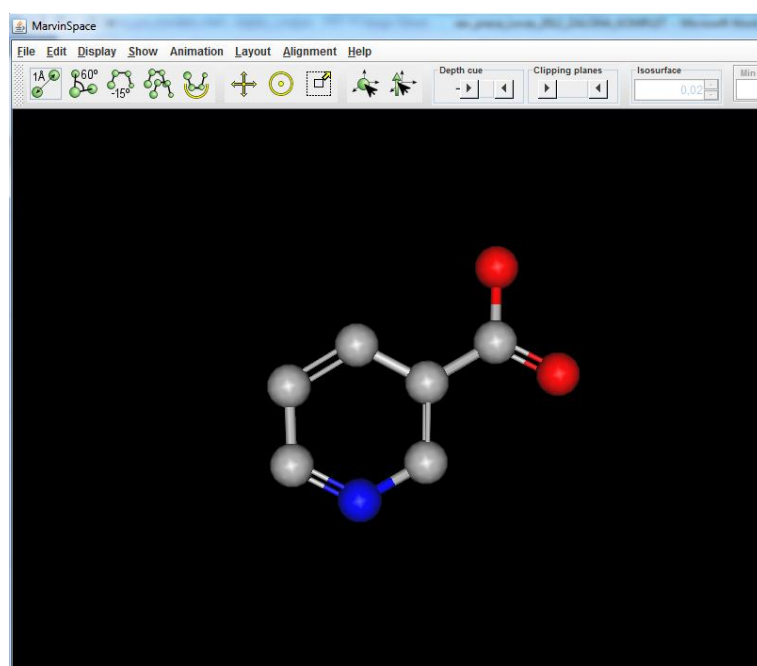 MarvinSpace
File Edit Display Show Animation Layout Alignment Help
1Å 60° -15° Depth cue Clipping planes Isosurface Min
0,02